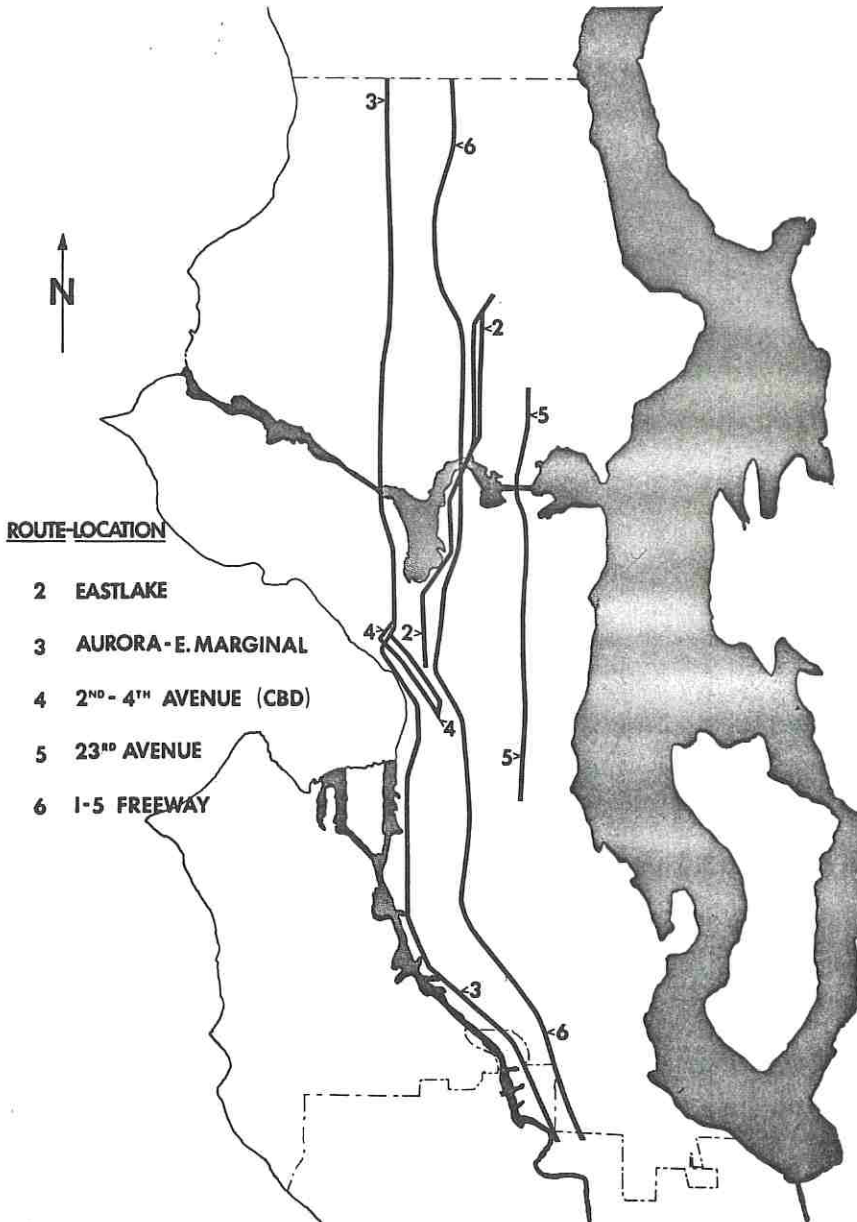 3>
<6
N
<2
<5
ROUTE-LOCATION
2 EASTLAKE
4> 2>
3 AURORA-E. MARGINAL
4 2ND - 4TH AVENUE (CBD)
4
5 23RD AVENUE
5>
6 I-5 FREEWAY
<3
<6